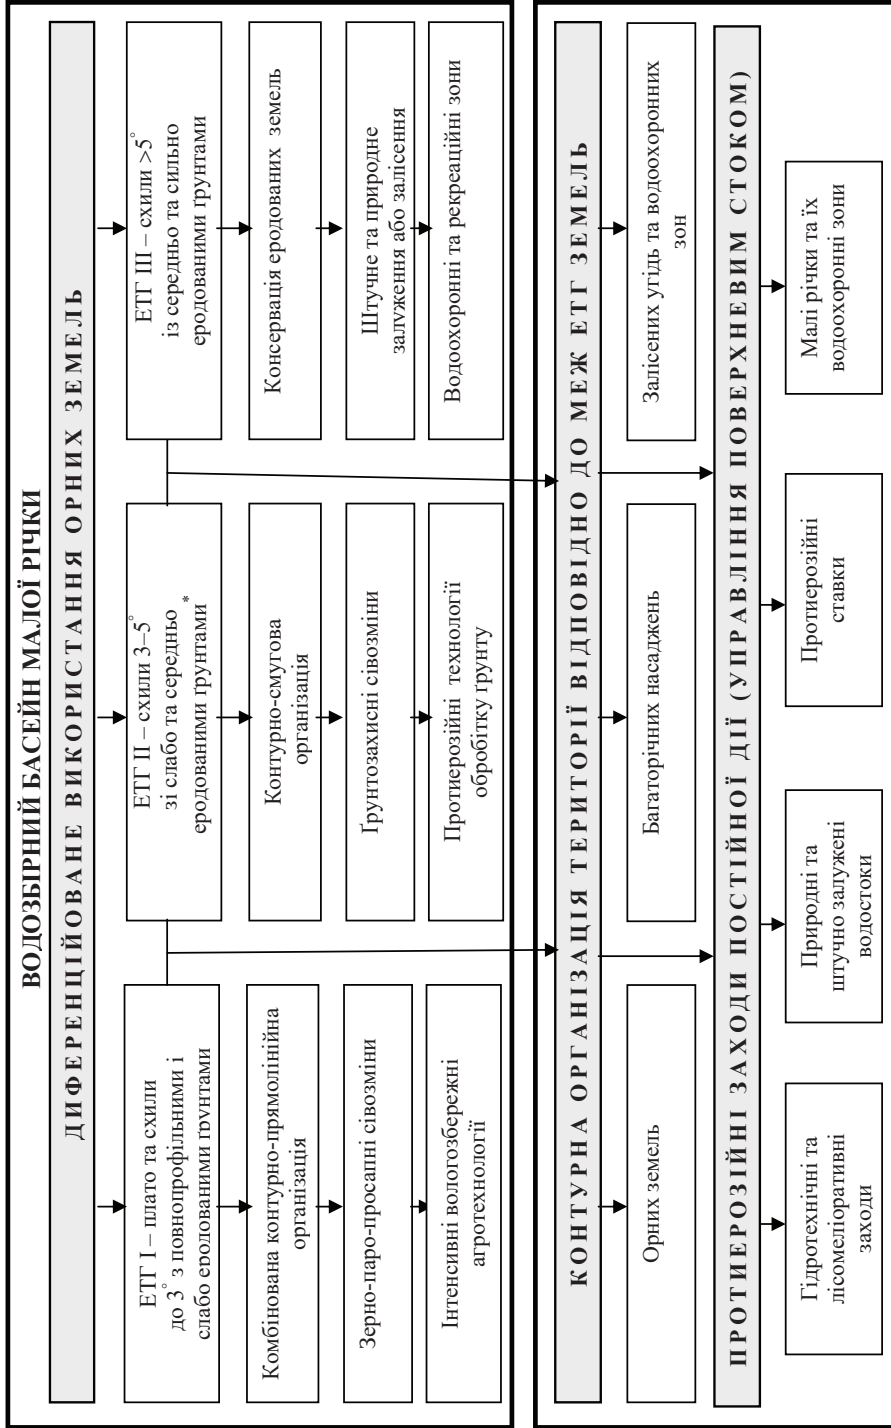 ВОДОЗБІРНИЙ БАСЕЙН МАЛОЇ РІЧКИ
ДИФЕРЕНЦІЙОВАНЕ ВИКОРИСТАННЯ ОРНИХ ЗЕМЕЛЬ
ЕТГ І – плато та схили
до 3° з повнопрофільними і
слабо еродованими ґрунтами
Комбінована контурно-прямолінійна
організація
Зерно-паро-просапні сівозміни
Інтенсивні вологозбережні
агротехнології
ЕТГ ІІ – схили 3–5°
зі слабо та середньо
еродованими ґрунтами*
Контурно-смугова
організація
Ґрунтозахисні сівозміни
Протиерозійні технології
обробітку ґрунту
ЕТГ ІІІ – схили >5°
із середньо та сильно
еродованими ґрунтами
Консервація еродованих земель
Штучне та природне
залуження або залісення
Водоохоронні та рекреаційні зони
КОНТУРНА ОРГАНІЗАЦІЯ ТЕРИТОРІЇ ВІДПОВІДНО ДО МЕЖ ЕТГ ЗЕМЕЛЬ
Орних земель
Багаторічних насаджень
Залісених угідь та водоохоронних
зон
ПРОТИЕРОЗІЙНІ ЗАХОДИ ПОСТІЙНОЇ ДІЇ (УПРАВЛІННЯ ПОВЕРХНЕВИМ СТОКОМ)
Гідротехнічні та
лісомеліоративні
заходи
Природні та
штучно залужені
водостоки
Протиерозійні
ставки
Малі річки та їх
водоохоронні зони